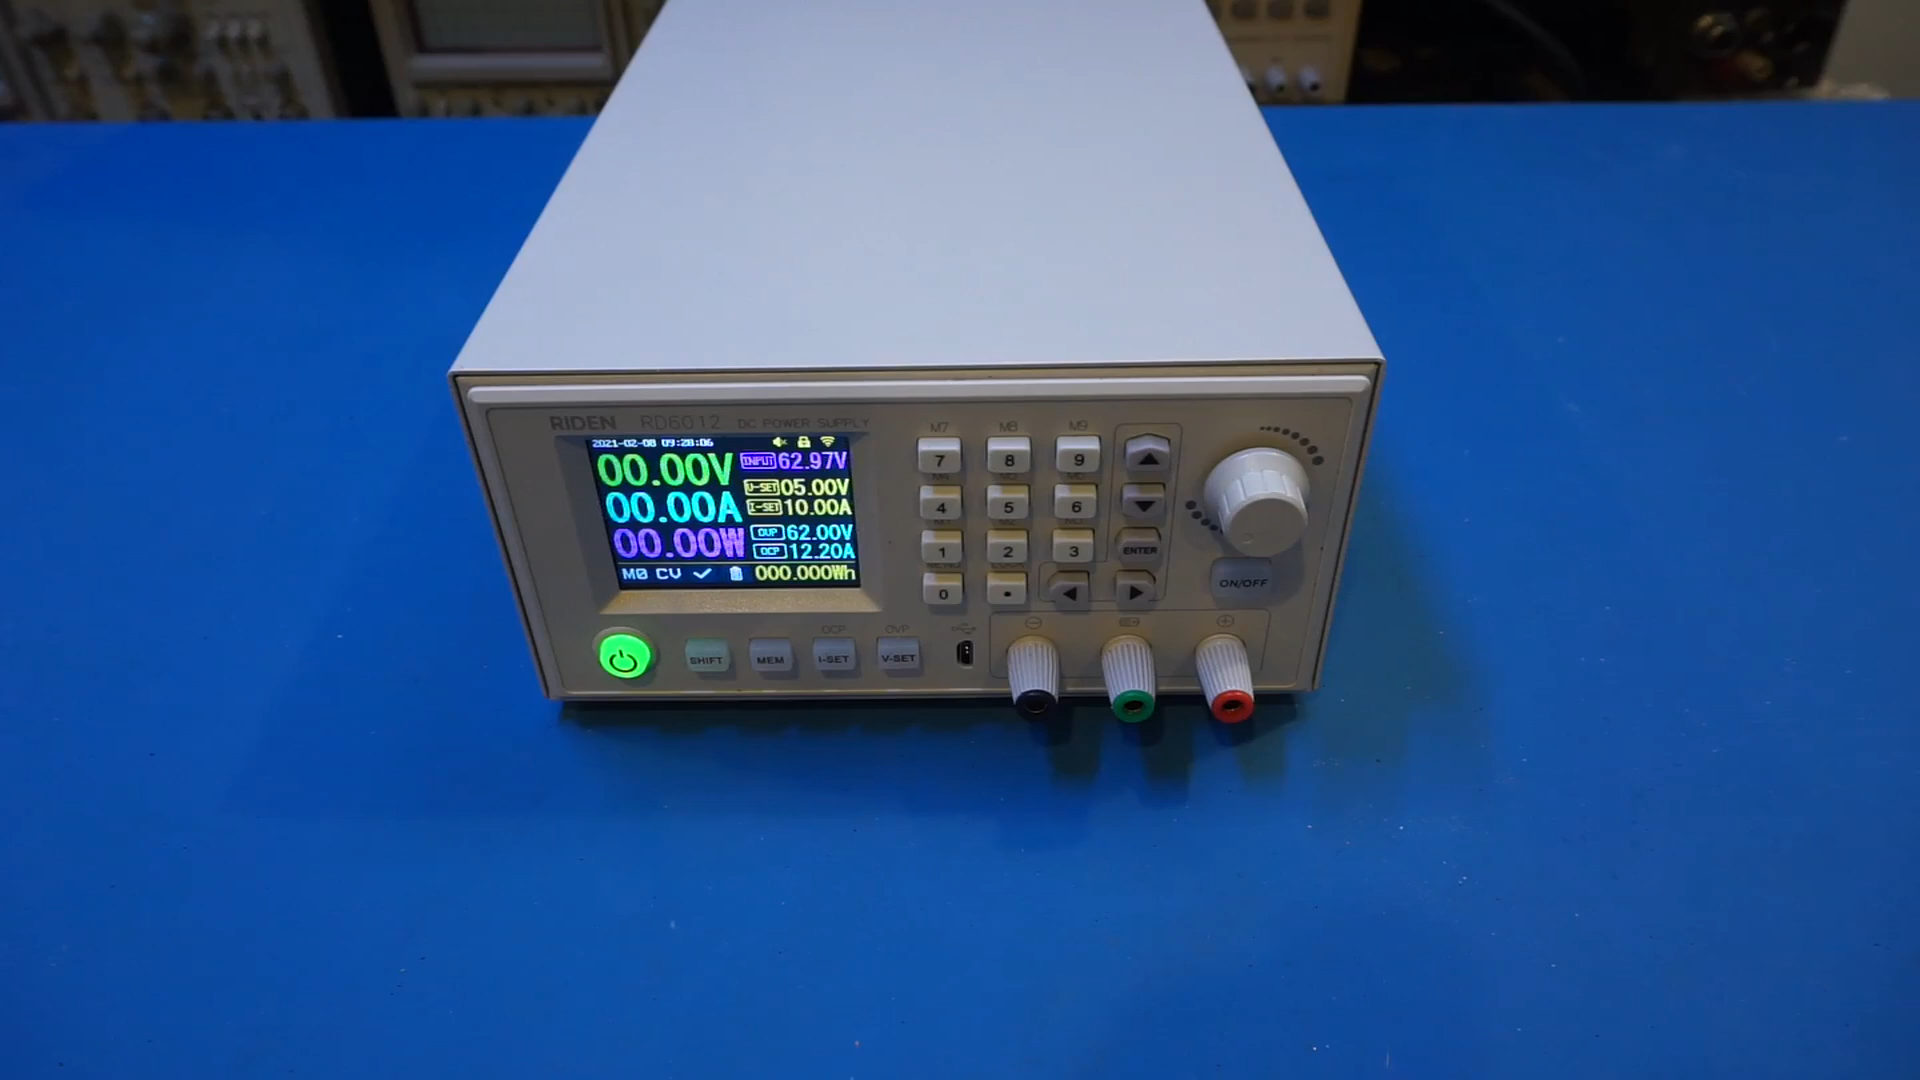 RIDEN RD6012 DC POWER SUPPLY
2021-02-08 09:28:06
00.00V
00.00A
00.00W
INPUT 62.97V
V-SET 05.00V
I-SET 10.00A
OVP 62.00V
OCP 12.20A
M0 CV 000.000Wh
M7 M8 M9
7 8 9
4 5 6
1 2 3
ENTER
0 .
ON/OFF
OCP OVP
SHIFT MEM I-SET V-SET